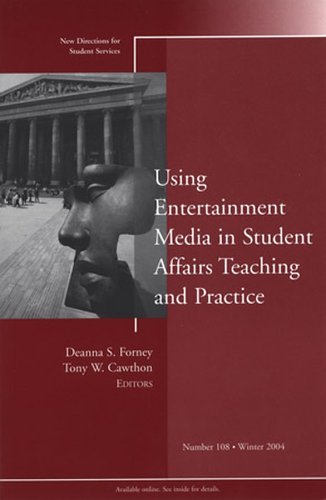 New Directions for
Student Services
Using
Entertainment
Media in Student
Affairs Teaching
and Practice
Deanna S. Forney
Tony W. Cawthon
EDITORS
Number 108 • Winter 2004
Available online. See inside for details.